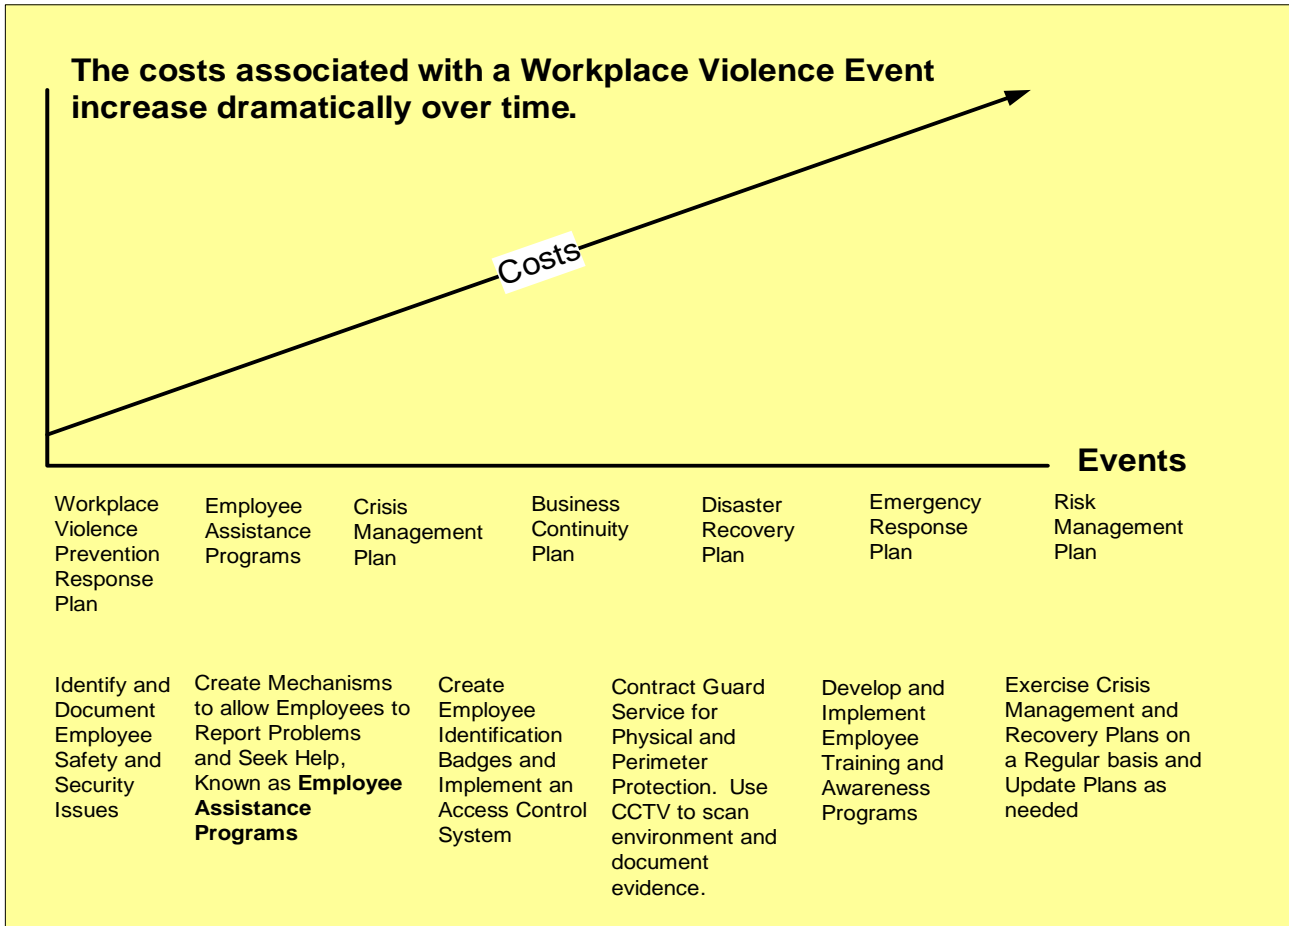 The costs associated with a Workplace Violence Event
increase dramatically over time.
Costs
Events
Workplace
Violence
Prevention
Response
Plan
Employee
Assistance
Programs
Crisis
Management
Plan
Business
Continuity
Plan
Disaster
Recovery
Plan
Emergency
Response
Plan
Risk
Management
Plan
Identify and
Document
Employee
Safety and
Security
Issues
Create Mechanisms
to allow Employees to
Report Problems
and Seek Help,
Known as Employee
Assistance
Programs
Create
Employee
Identification
Badges and
Implement an
Access Control
System
Contract Guard
Service for
Physical and
Perimeter
Protection.  Use
CCTV to scan
environment and
document
evidence.
Develop and
Implement
Employee
Training and
Awareness
Programs
Exercise Crisis
Management and
Recovery Plans on
a Regular basis and
Update Plans as
needed